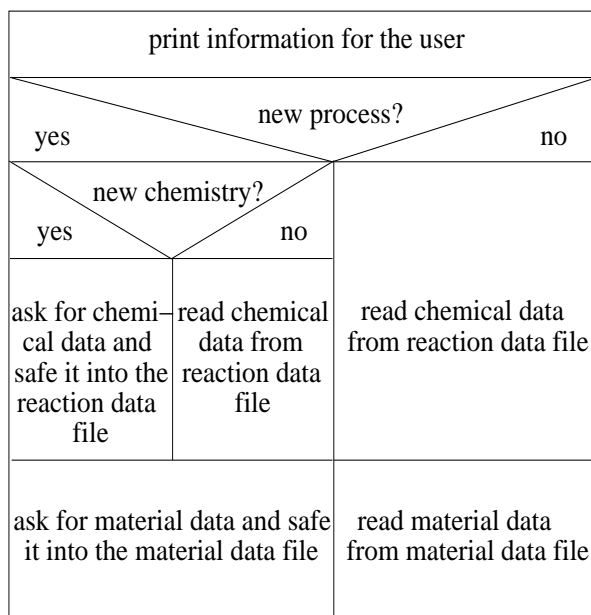 print information for the user
new process?
yes
no
new chemistry?
yes
no
ask for chemi–
cal data and
safe it into the
reaction data
file
read chemical
data from
reaction data
file
read chemical data
from reaction data file
ask for material data and safe
it into the material data file
read material data
from material data file